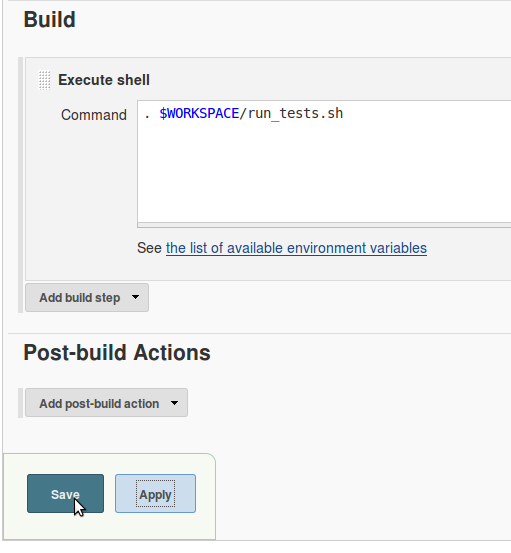 Build
Execute shell
Command
. $WORKSPACE/run_tests.sh
See the list of available environment variables
Add build step
Post-build Actions
Add post-build action
Save
Apply